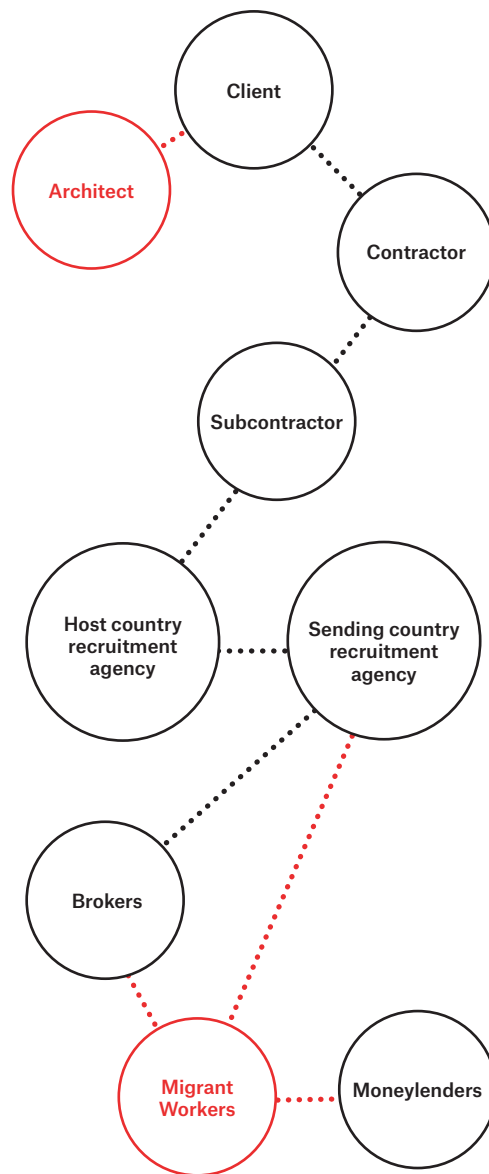 Client
Architect
Contractor
Subcontractor
Host country
recruitment
agency
Sending country
recruitment
agency
Brokers
Migrant
Workers
Moneylenders